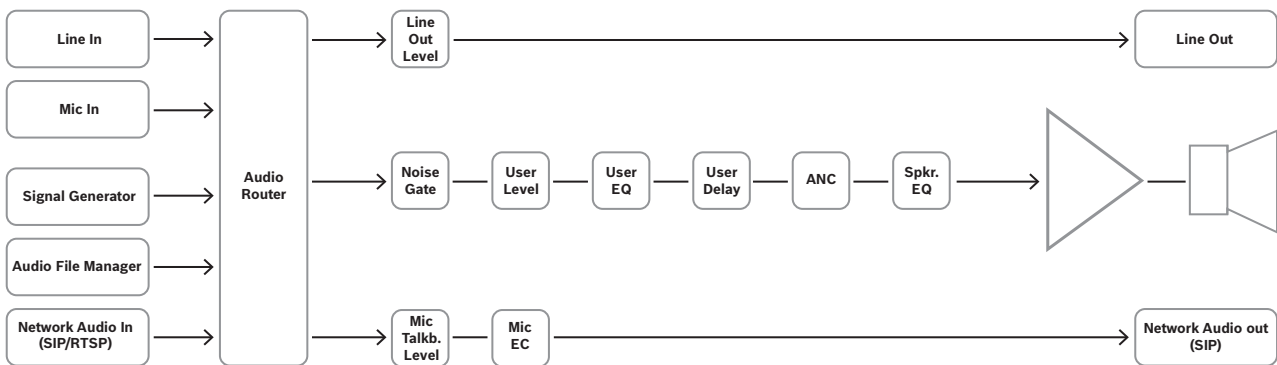 Line In
Mic In
Signal Generator
Audio File Manager
Network Audio In
(SIP/RTSP)
Audio
Router
Line
Out
Level
Line Out
Noise
Gate
User
Level
User
EQ
User
Delay
ANC
Spkr.
EQ
Mic
Talkb.
Level
Mic
EC
Network Audio out
(SIP)